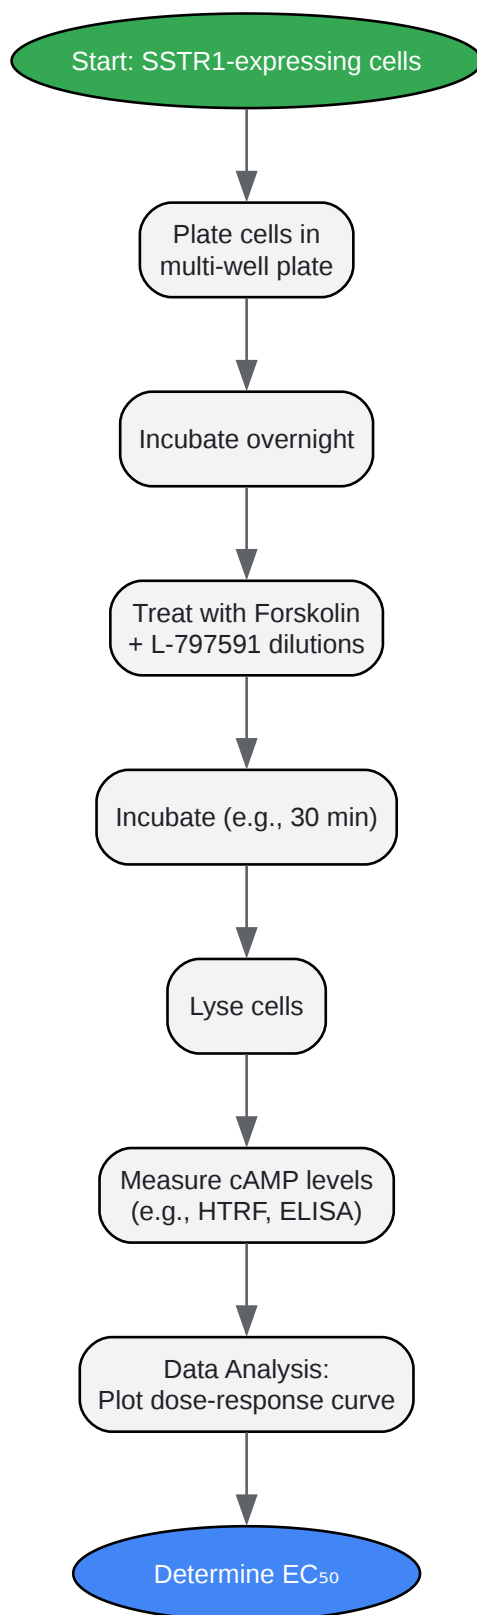 Start: SSTR1-expressing cells
Plate cells in
multi-well plate
Incubate overnight
Treat with Forskolin
+ L-797591 dilutions
Incubate (e.g., 30 min)
Lyse cells
Measure cAMP levels
(e.g., HTRF, ELISA)
Data Analysis:
Plot dose-response curve
Determine EC₅₀